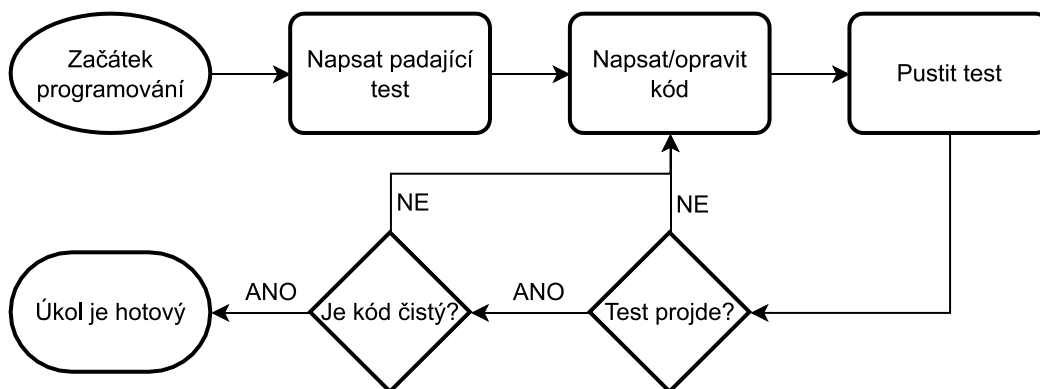 Začátek
programování
Napsat padající
test
Napsat/opravit
kód
Pustit test
NE
NE
Úkol je hotový
ANO
Je kód čistý?
ANO
Test projde?